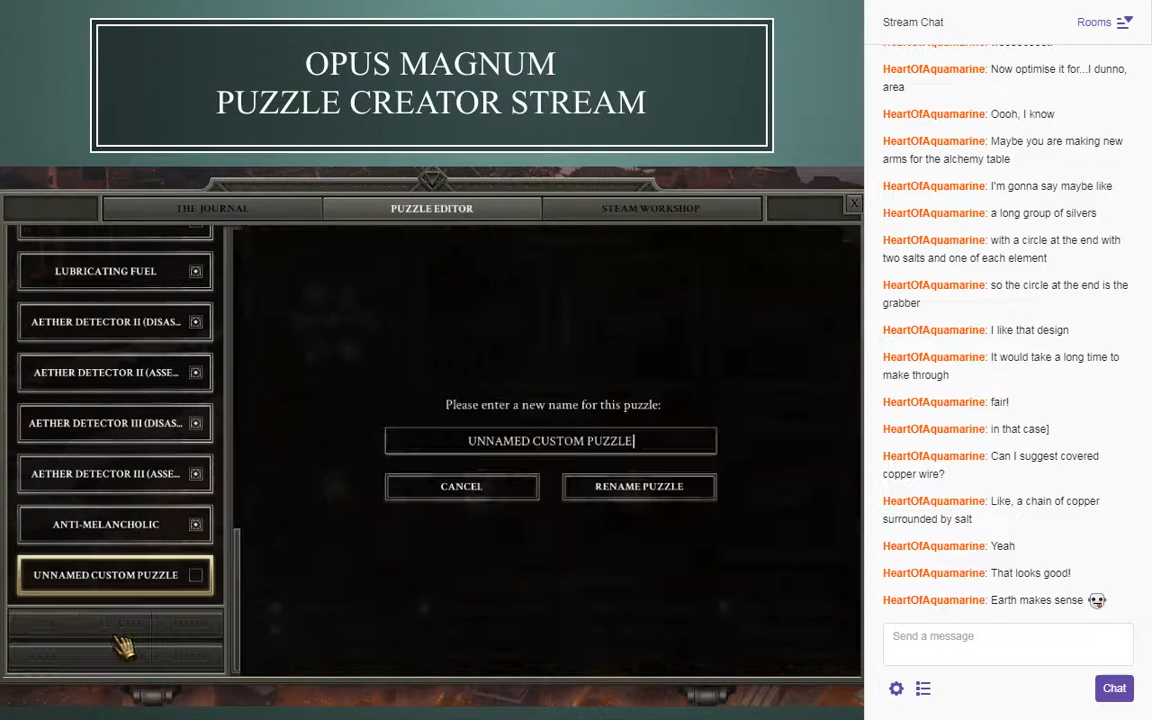 OPUS MAGNUM
PUZZLE CREATOR STREAM
THE JOURNAL
PUZZLE EDITOR
STEAM WORKSHOP
X
LUBRICATING FUEL
AETHER DETECTOR II (DISAS...
AETHER DETECTOR II (ASSE...
AETHER DETECTOR III (DISAS...
AETHER DETECTOR III (ASSE...
ANTI-MELANCHOLIC
UNNAMED CUSTOM PUZZLE
Please enter a new name for this puzzle:
UNNAMED CUSTOM PUZZLE
CANCEL
RENAME PUZZLE
Stream Chat
Rooms
HeartOfAquamarine: Now optimise it for...I dunno,
area
HeartOfAquamarine: Oooh, I know
HeartOfAquamarine: Maybe you are making new
arms for the alchemy table
HeartOfAquamarine: I'm gonna say maybe like
HeartOfAquamarine: a long group of silvers
HeartOfAquamarine: with a circle at the end with
two salts and one of each element
HeartOfAquamarine: so the circle at the end is the
grabber
HeartOfAquamarine: I like that design
HeartOfAquamarine: It would take a long time to
make through
HeartOfAquamarine: fair!
HeartOfAquamarine: in that case]
HeartOfAquamarine: Can I suggest covered
copper wire?
HeartOfAquamarine: Like, a chain of copper
surrounded by salt
HeartOfAquamarine: Yeah
HeartOfAquamarine: That looks good!
HeartOfAquamarine: Earth makes sense
Send a message
Chat